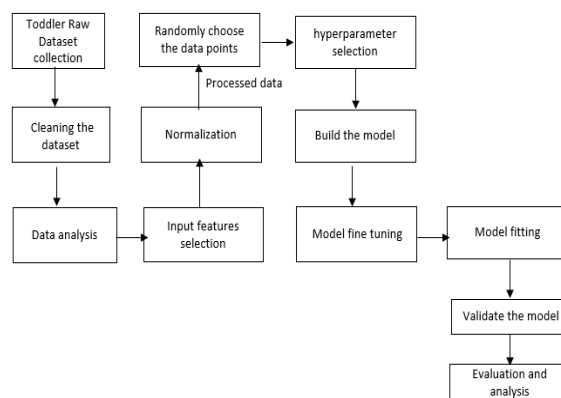 Toddler Raw
Dataset
collection
Cleaning the
dataset
Data analysis
Input features
selection
Normalization
Processed data
Randomly choose
the data points
hyperparameter
selection
Build the model
Model fine tuning
Model fitting
Validate the model
Evaluation and
analysis